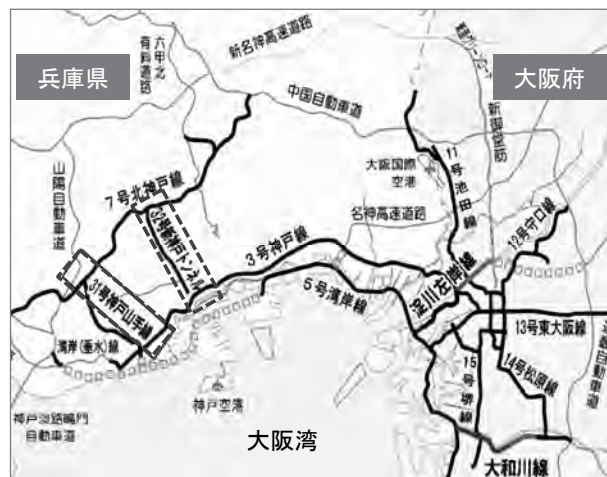 兵庫県
六甲北
有料道路
新名神高速道路
中国自動車道
新御堂筋
大阪府
山陽自動車道
7号北神戸線
32号新神戸トンネル
大阪国際
空港
11号池田線
名神高速道路
3号神戸線
5号湾岸線
淀川左岸線
12号守口線
31号神戸山手線
湾岸(垂水)線
13号東大阪線
近畿自動車道
14号松原線
15号堺線
神戸空港
神戸淡路鳴門
自動車道
大阪湾
大和川線